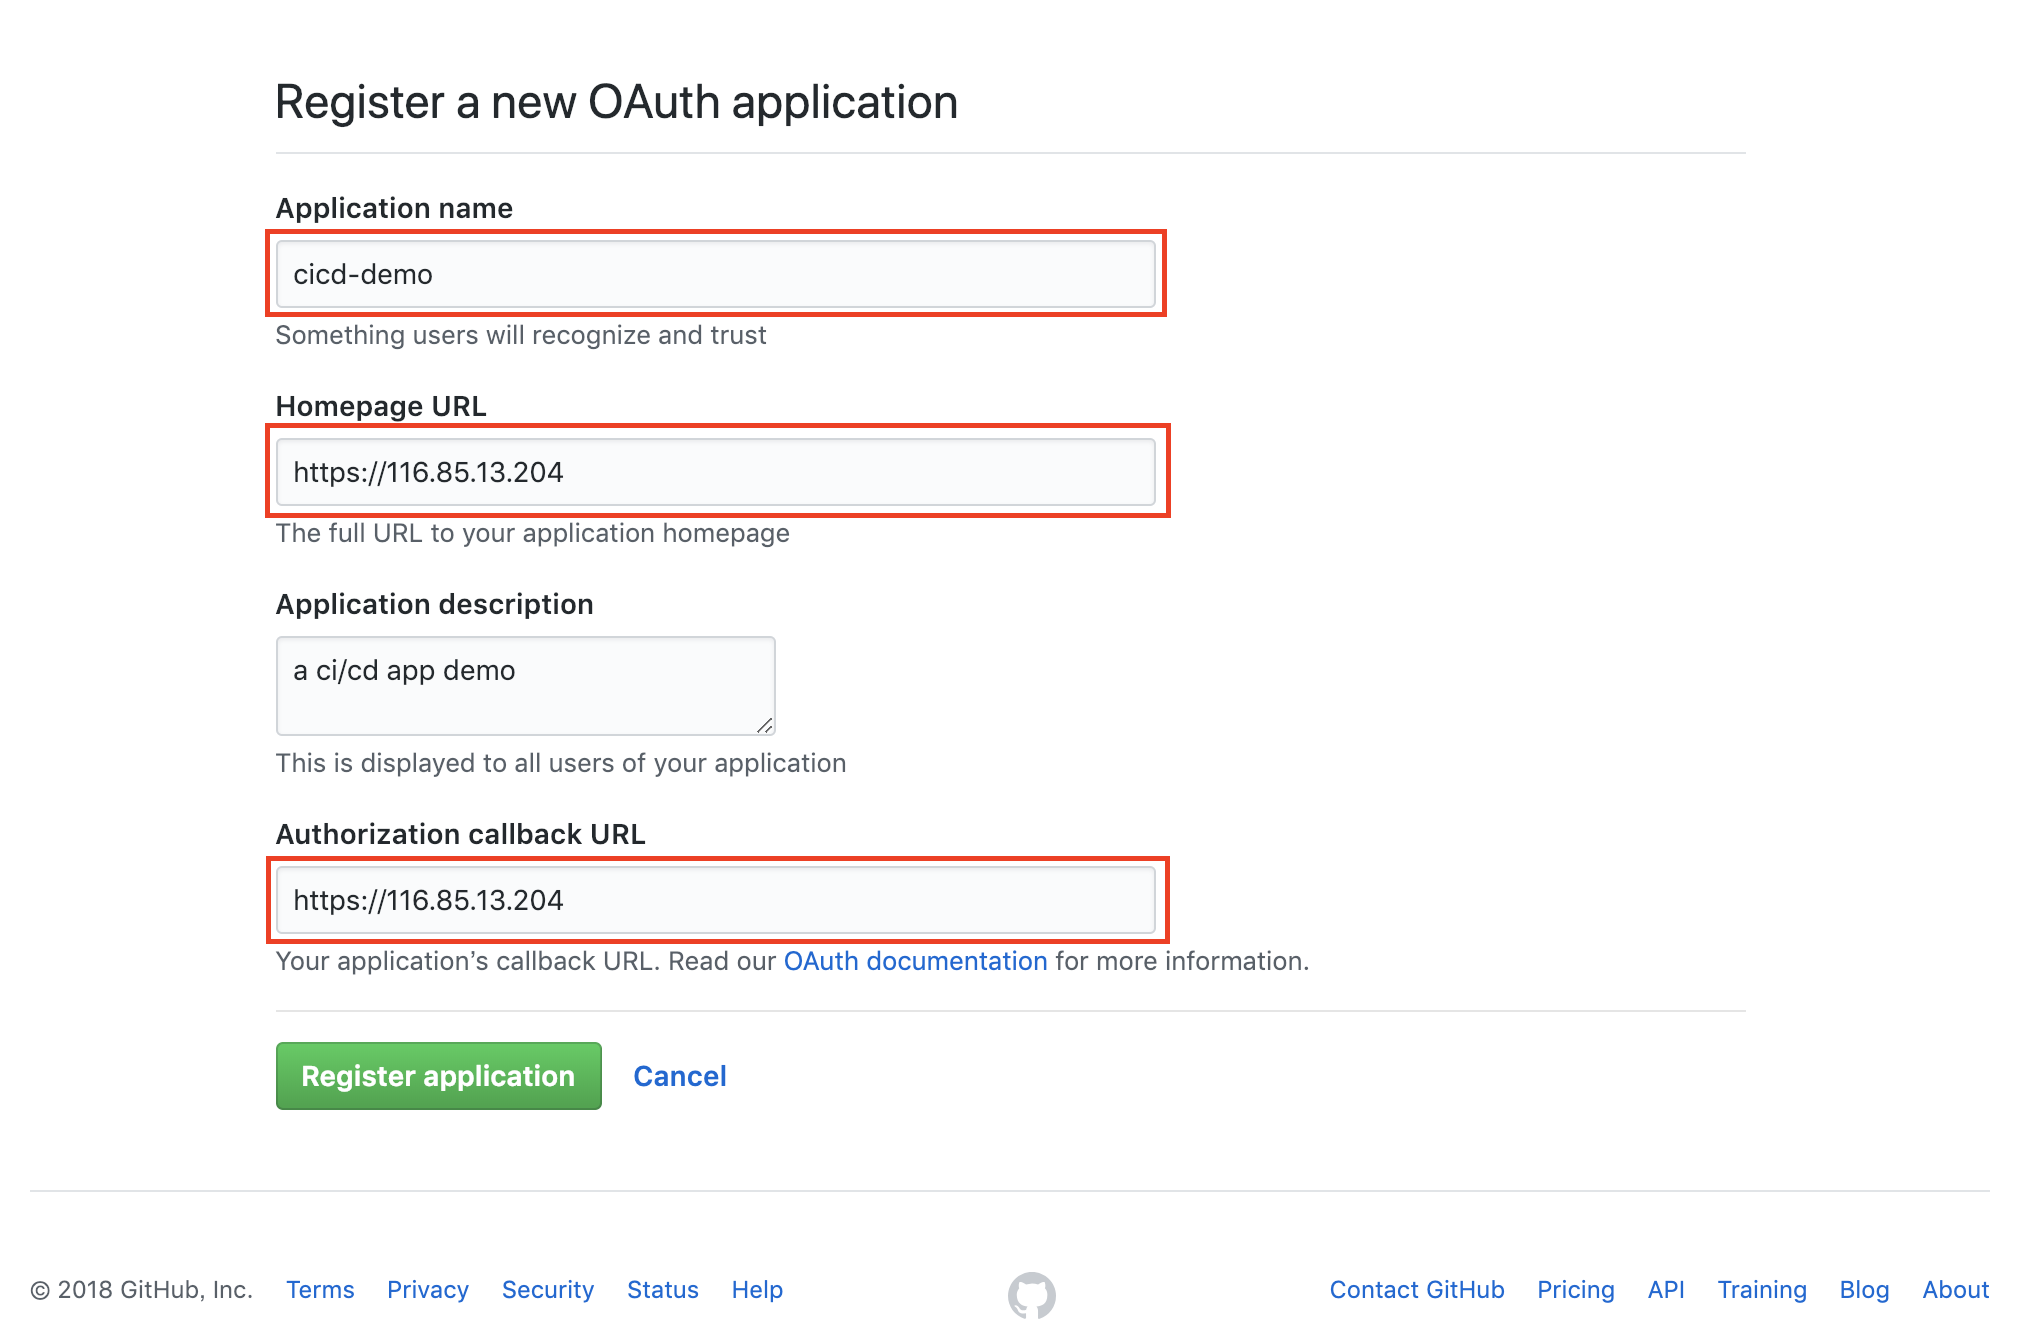 Register a new OAuth application
Application name
cicd-demo
Something users will recognize and trust
Homepage URL
https://116.85.13.204
The full URL to your application homepage
Application description
a ci/cd app demo
This is displayed to all users of your application
Authorization callback URL
https://116.85.13.204
Your application’s callback URL. Read our OAuth documentation for more information.
Register application Cancel
© 2018 GitHub, Inc. Terms Privacy Security Status Help Contact GitHub Pricing API Training Blog About